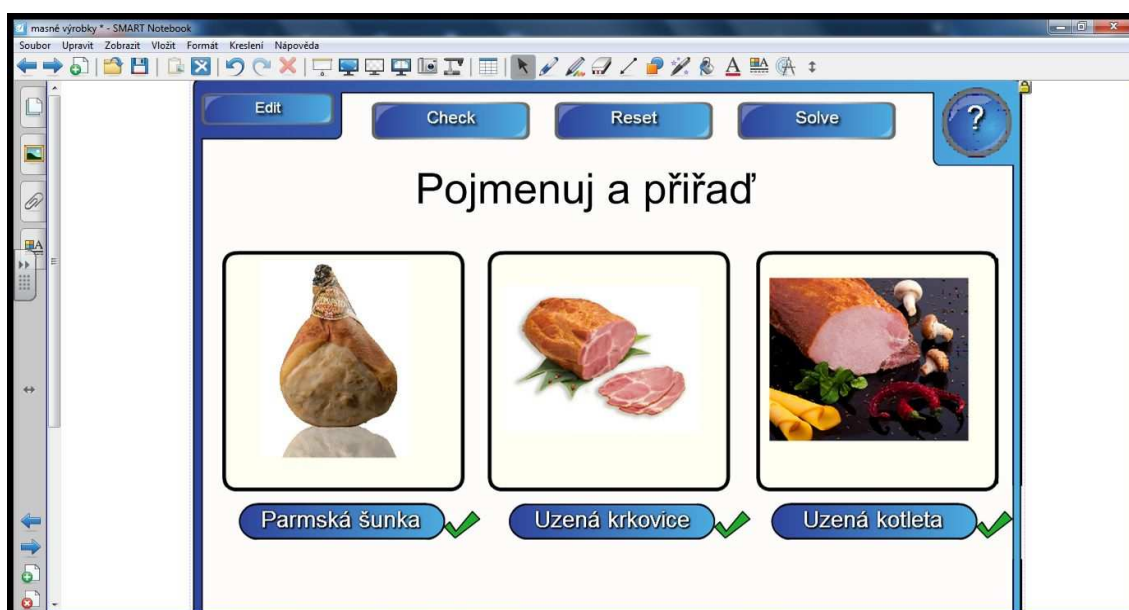 masné výrobky * - SMART Notebook
Soubor Upravit Zobrazit Vložit Formát Kreslení Nápověda
Edit
Check
Reset
Solve
?
Pojmenuj a přiřaď
Parmská šunka
Uzená krkovice
Uzená kotleta